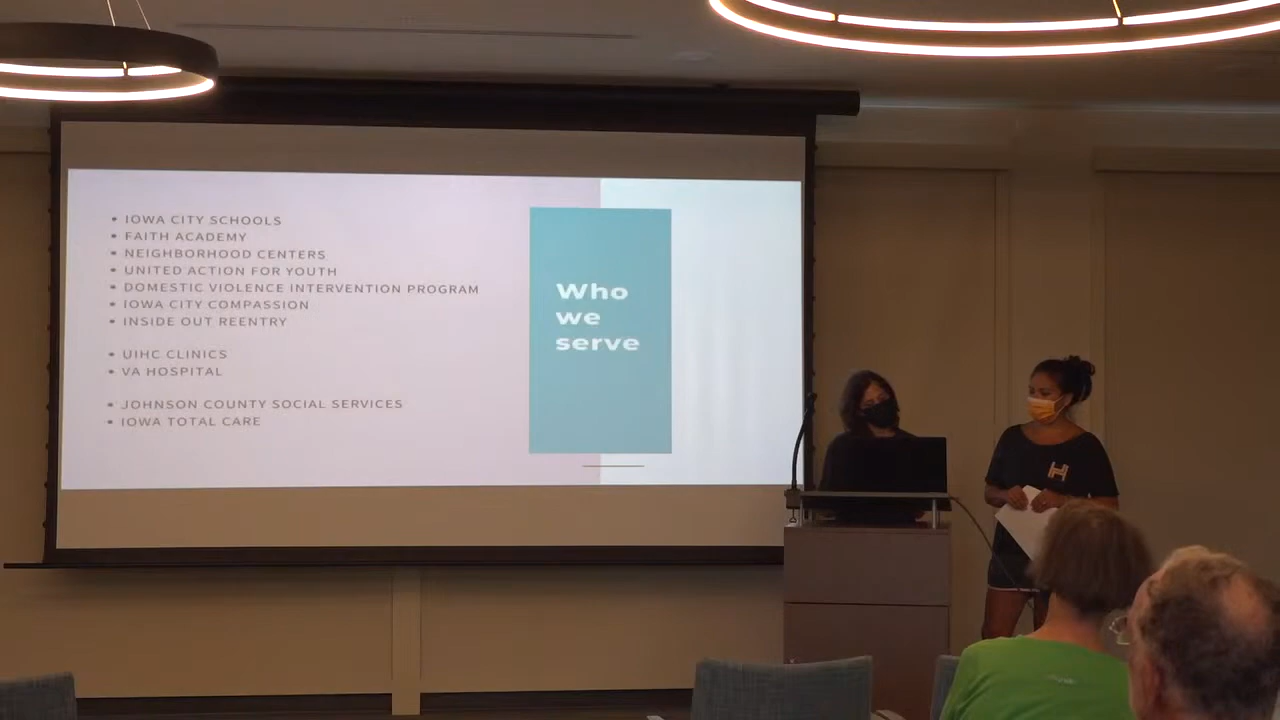 • IOWA CITY SCHOOLS
• FAITH ACADEMY
• NEIGHBORHOOD CENTERS
• UNITED ACTION FOR YOUTH
• DOMESTIC VIOLENCE INTERVENTION PROGRAM
• IOWA CITY COMPASSION
• INSIDE OUT REENTRY
• UIHC CLINICS
• VA HOSPITAL
• JOHNSON COUNTY SOCIAL SERVICES
• IOWA TOTAL CARE
Who
we
serve
H